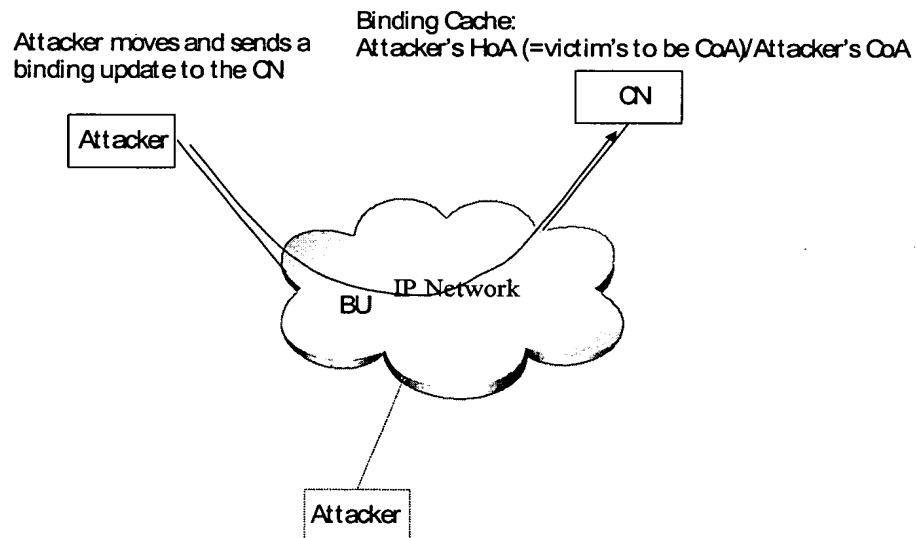 Attacker moves and sends a
binding update to the CN
Binding Cache:
Attacker's HoA (=victim's to be CoA)/Attacker's CoA
CN
Attacker
IP Network
BU
Attacker